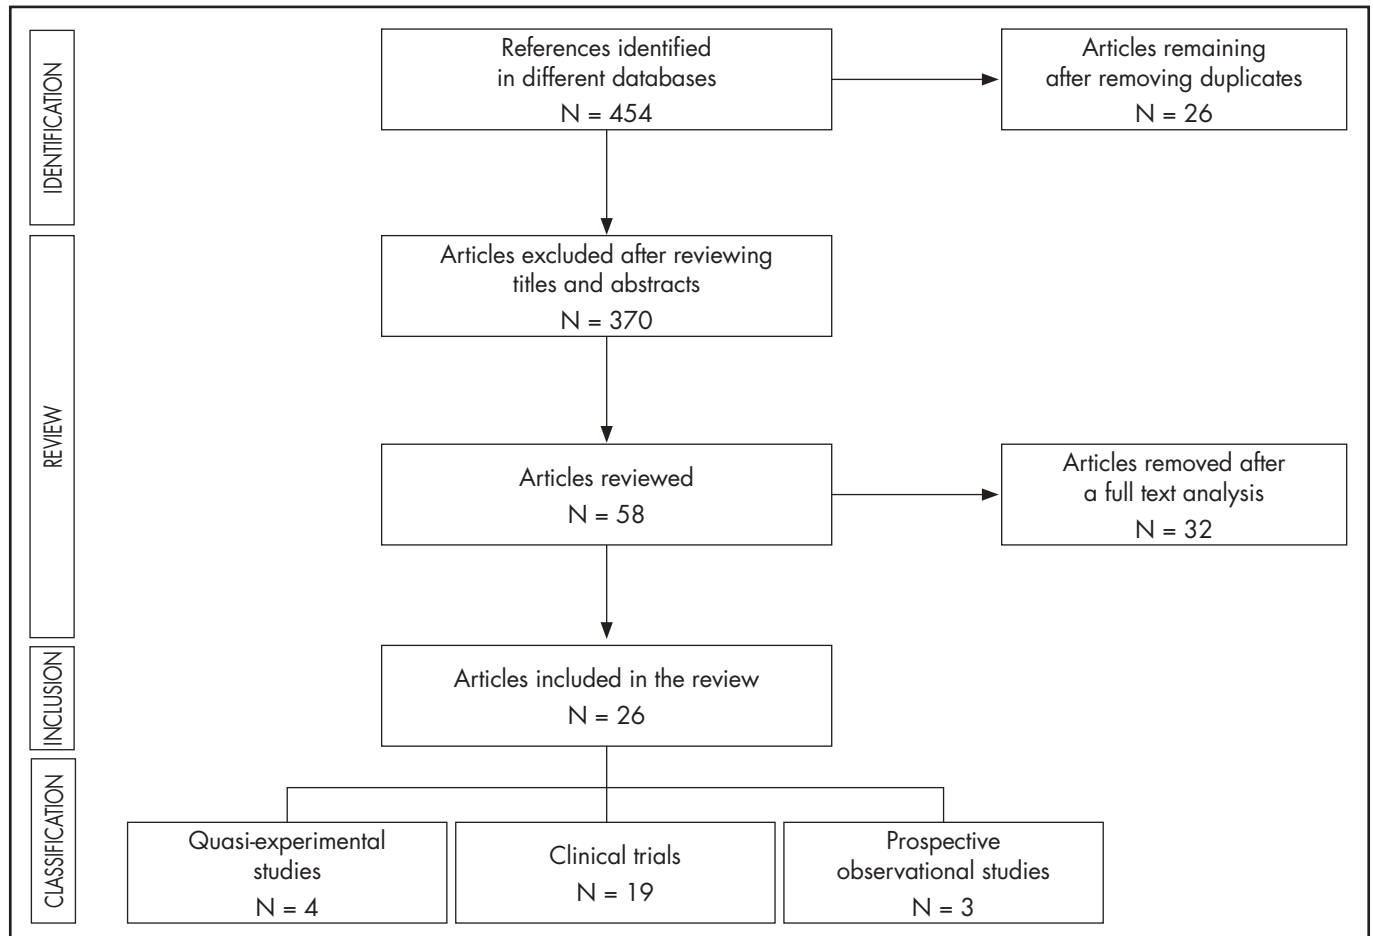 IDENTIFICATION
References identified
in different databases
N = 454
Articles remaining
after removing duplicates
N = 26
REVIEW
Articles excluded after reviewing
titles and abstracts
N = 370
Articles reviewed
N = 58
Articles removed after
a full text analysis
N = 32
INCLUSION
Articles included in the review
N = 26
CLASSIFICATION
Quasi-experimental
studies
N = 4
Clinical trials
N = 19
Prospective
observational studies
N = 3